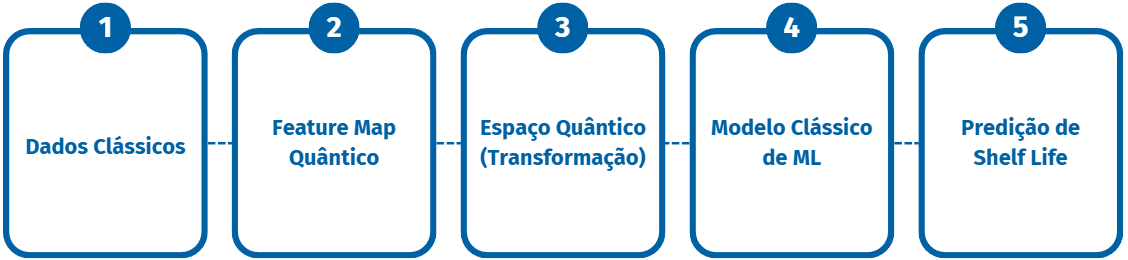 1
Dados Clássicos
2
Feature Map
Quântico
3
Espaço Quântico
(Transformação)
4
Modelo Clássico
de ML
5
Predição de
Shelf Life